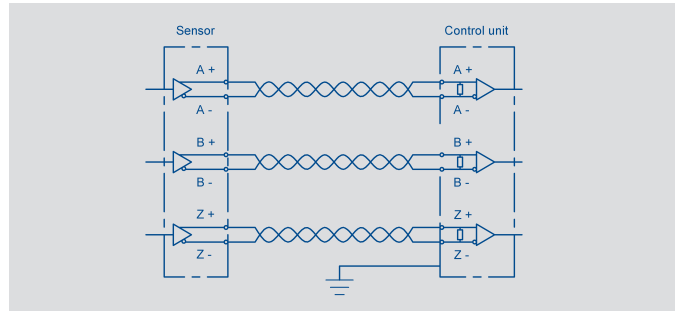 Sensor Control unit
A + A +
A - A -
B + B +
B - B -
Z + Z +
Z - Z -